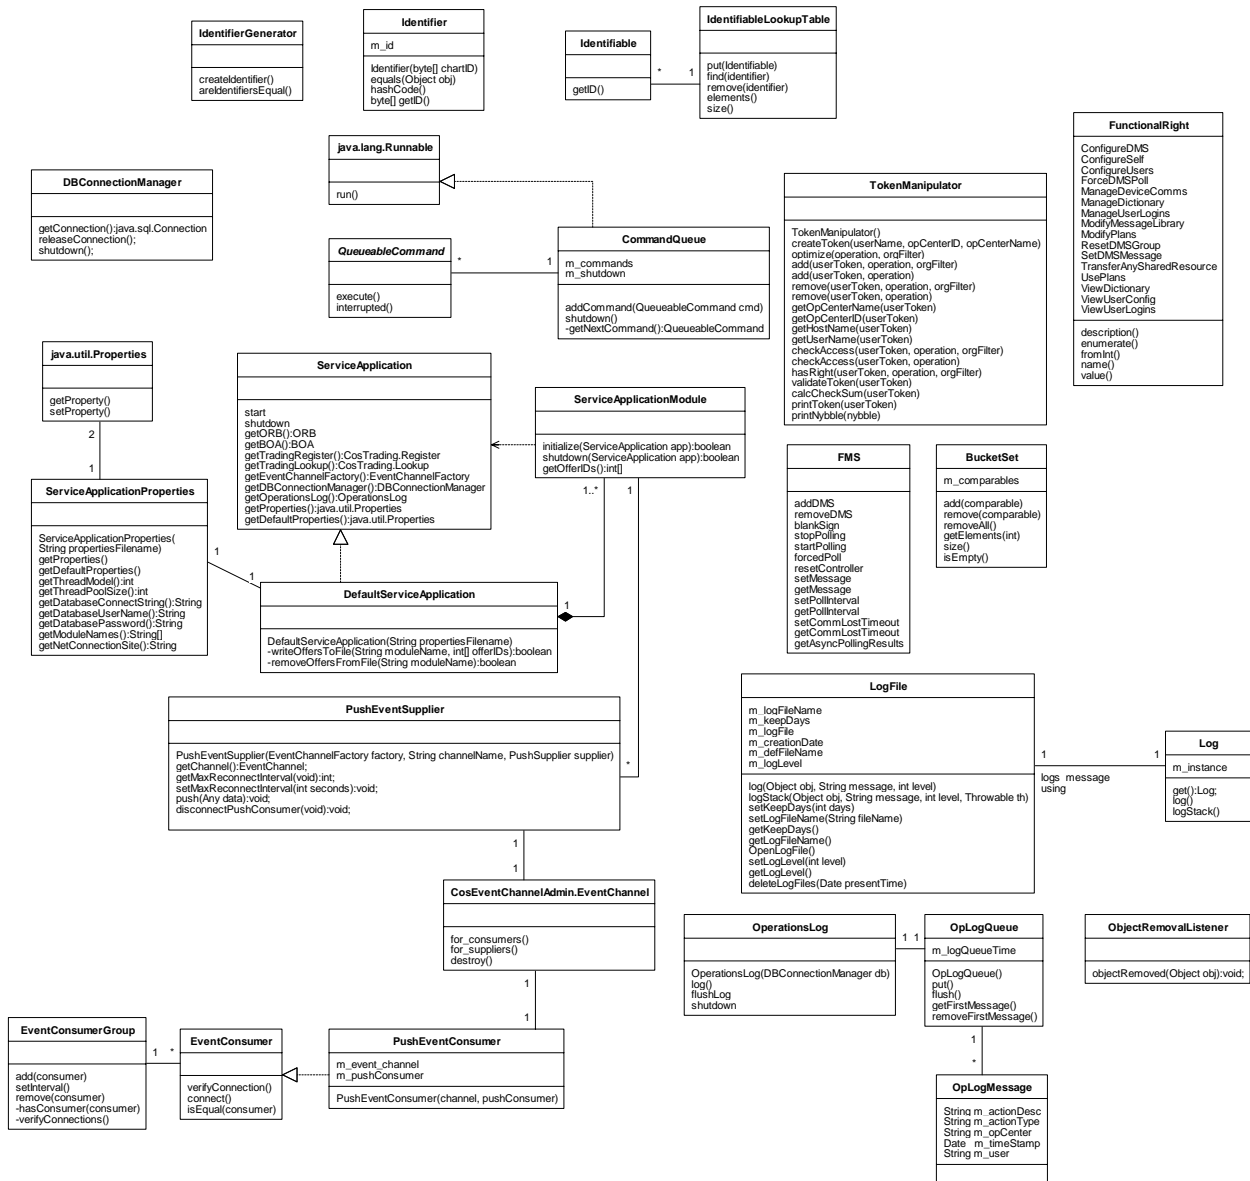 IdentifierGenerator
createIdentifier()
areIdentifiersEqual()
Identifier
m_id
Identifier(byte[] chartID)
equals(Object obj)
hashCode()
byte[] getID()
Identifiable
getID()
*
1
IdentifiableLookupTable
put(Identifiable)
find(identifier)
remove(identifier)
elements()
size()
java.lang.Runnable
run()
DBConnectionManager
getConnection():java.sql.Connection
releaseConnection();
shutdown();
QueueableCommand
execute()
interrupted()
*
1
CommandQueue
m_commands
m_shutdown
addCommand(QueueableCommand cmd)
shutdown()
-getNextCommand():QueueableCommand
TokenManipulator
TokenManipulator()
createToken(userName, opCenterID, opCenterName)
optimize(operation, orgFilter)
add(userToken, operation, orgFilter)
add(userToken, operation)
remove(userToken, operation, orgFilter)
remove(userToken, operation)
getOpCenterName(userToken)
getOpCenterID(userToken)
getHostName(userToken)
getUserName(userToken)
checkAccess(userToken, operation, orgFilter)
checkAccess(userToken, operation)
hasRight(userToken, operation, orgFilter)
validateToken(userToken)
calcCheckSum(userToken)
printToken(userToken)
printNybble(nybble)
FunctionalRight
ConfigureDMS
ConfigureSelf
ConfigureUsers
ForceDMSPoll
ManageDeviceComms
ManageDictionary
ManageUserLogins
ModifyMessageLibrary
ModifyPlans
ResetDMSGroup
SetDMSMessage
TransferAnySharedResource
UsePlans
ViewDictionary
ViewUserConfig
ViewUserLogins
description()
enumerate()
fromInt()
name()
value()
java.util.Properties
getProperty()
setProperty()
2
1
ServiceApplication
start
shutdown
getORB():ORB
getBOA():BOA
getTradingRegister():CosTrading.Register
getTradingLookup():CosTrading.Lookup
getEventChannelFactory():EventChannelFactory
getDBConnectionManager():DBConnectionManager
getOperationsLog():OperationsLog
getProperties():java.util.Properties
getDefaultProperties():java.util.Properties
ServiceApplicationModule
initialize(ServiceApplication app):boolean
shutdown(ServiceApplication app):boolean
getOfferIDs():int[]
1..*
1
ServiceApplicationProperties
ServiceApplicationProperties(
String propertiesFilename)
getProperties()
getDefaultProperties()
getThreadModel():int
getThreadPoolSize():int
getDatabaseConnectString():String
getDatabaseUserName():String
getDatabasePassword():String
getModuleNames():String[]
getNetConnectionSite():String
1
1
DefaultServiceApplication
DefaultServiceApplication(String propertiesFilename)
-writeOffersToFile(String moduleName, int[] offerIDs):boolean
-removeOffersFromFile(String moduleName):boolean
1
FMS
addDMS
removeDMS
blankSign
stopPolling
startPolling
forcedPoll
resetController
setMessage
getMessage
setPollInterval
getPollInterval
setCommLostTimeout
getCommLostTimeout
getAsyncPollingResults
BucketSet
m_comparables
add(comparable)
remove(comparable)
removeAll()
getElements(int)
size()
isEmpty()
PushEventSupplier
PushEventSupplier(EventChannelFactory factory, String channelName, PushSupplier supplier)
getChannel():EventChannel;
getMaxReconnectInterval(void):int;
setMaxReconnectInterval(int seconds):void;
push(Any data):void;
disconnectPushConsumer(void):void;
*
1
1
LogFile
m_logFileName
m_keepDays
m_logFile
m_creationDate
m_defFileName
m_logLevel
log(Object obj, String message, int level)
logStack(Object obj, String message, int level, Throwable th)
setKeepDays(int days)
setLogFileName(String fileName)
getKeepDays()
getLogFileName()
OpenLogFile()
setLogLevel(int level)
getLogLevel()
deleteLogFiles(Date presentTime)
1
1
logs message
using
Log
m_instance
get():Log;
log()
logStack()
CosEventChannelAdmin.EventChannel
for_consumers()
for_suppliers()
destroy()
1
1
OperationsLog
OperationsLog(DBConnectionManager db)
log()
flushLog
shutdown
1 1
OpLogQueue
m_logQueueTime
OpLogQueue()
put()
flush()
getFirstMessage()
removeFirstMessage()
1
*
ObjectRemovalListener
objectRemoved(Object obj):void;
EventConsumerGroup
add(consumer)
setInterval()
remove(consumer)
-hasConsumer(consumer)
-verifyConnections()
1 *
EventConsumer
verifyConnection()
connect()
isEqual(consumer)
PushEventConsumer
m_event_channel
m_pushConsumer
PushEventConsumer(channel, pushConsumer)
OpLogMessage
String m_actionDesc
String m_actionType
String m_opCenter
Date m_timeStamp
String m_user